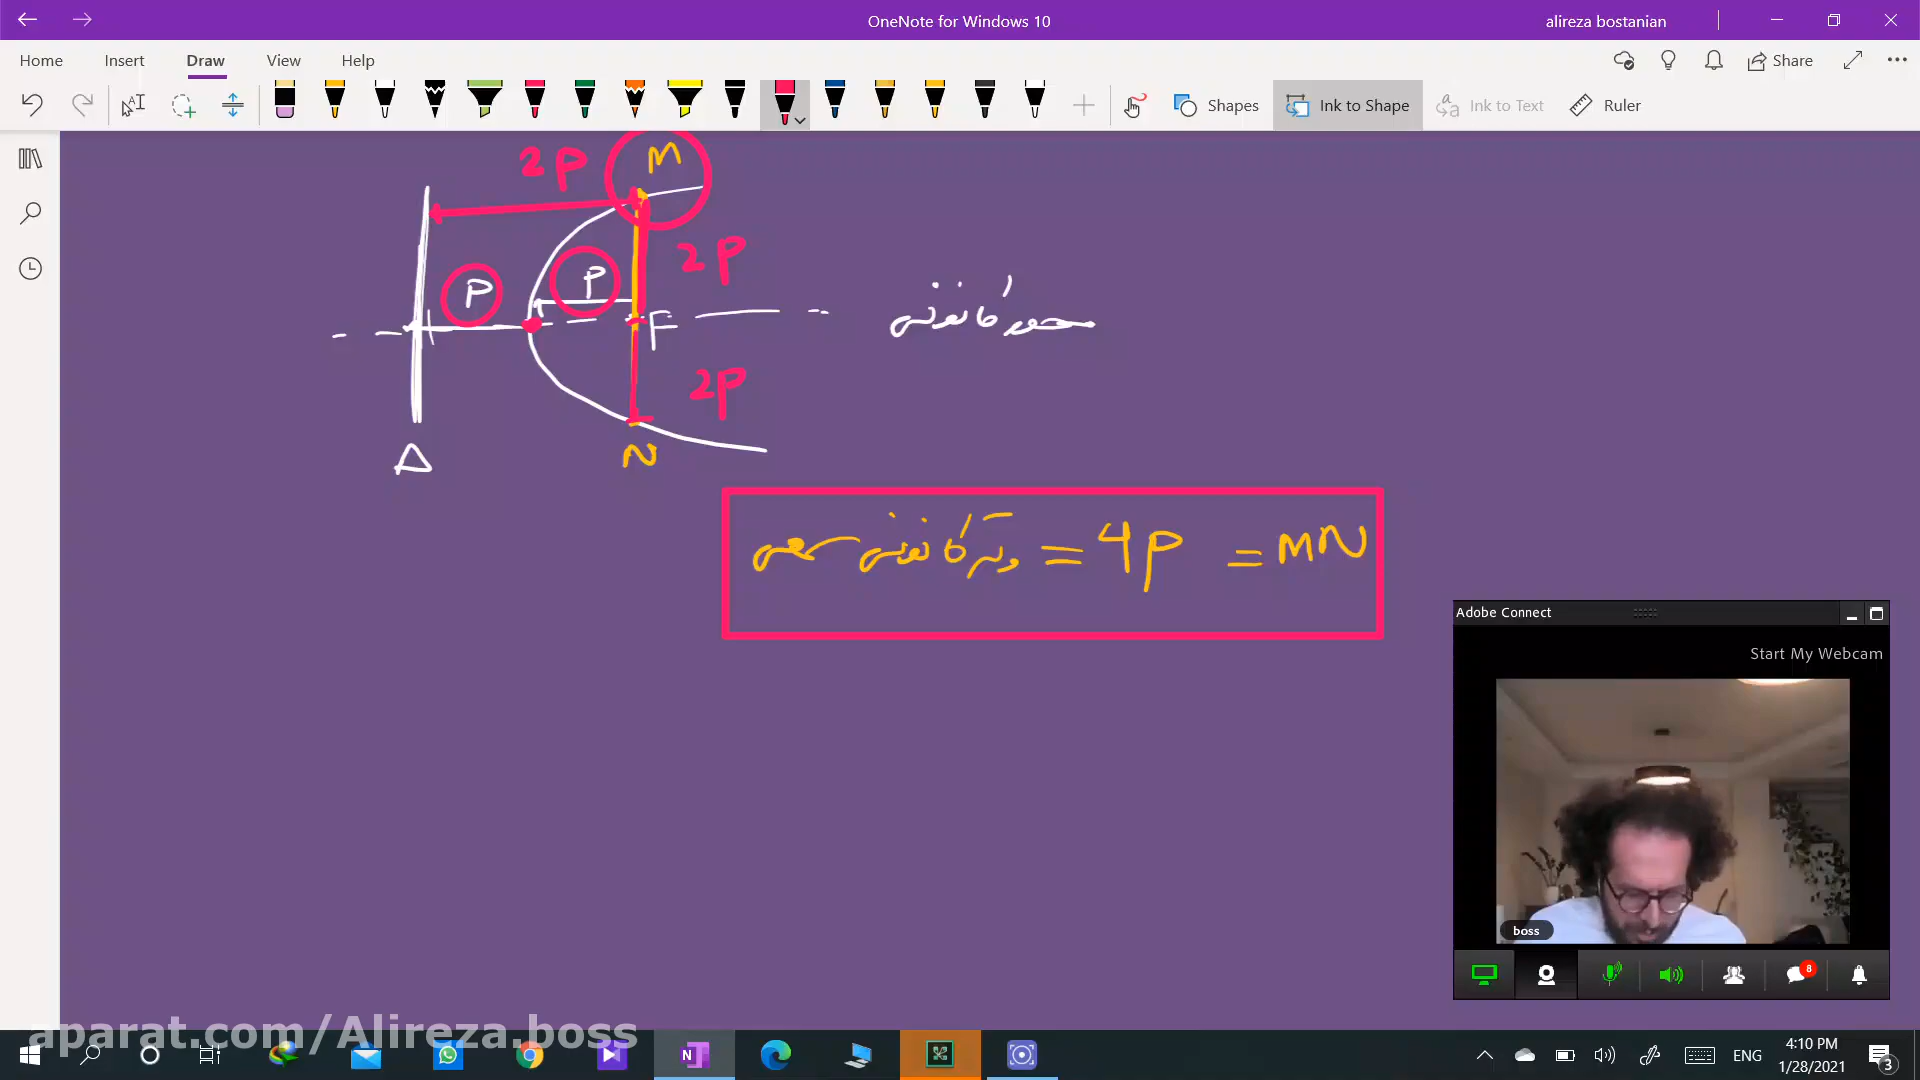 OneNote for Windows 10
alireza bostanian
Home Insert Draw View Help
Share
Shapes
Ink to Shape
Ink to Text
Ruler
2P
M
2P
P
P
F
محور کانونی
2P
Δ
N
وتر کانونی = 4P = MN
Adobe Connect
Start My Webcam
boss
8
aparat.com/Alireza.boss
ENG
4:10 PM
1/28/2021
3